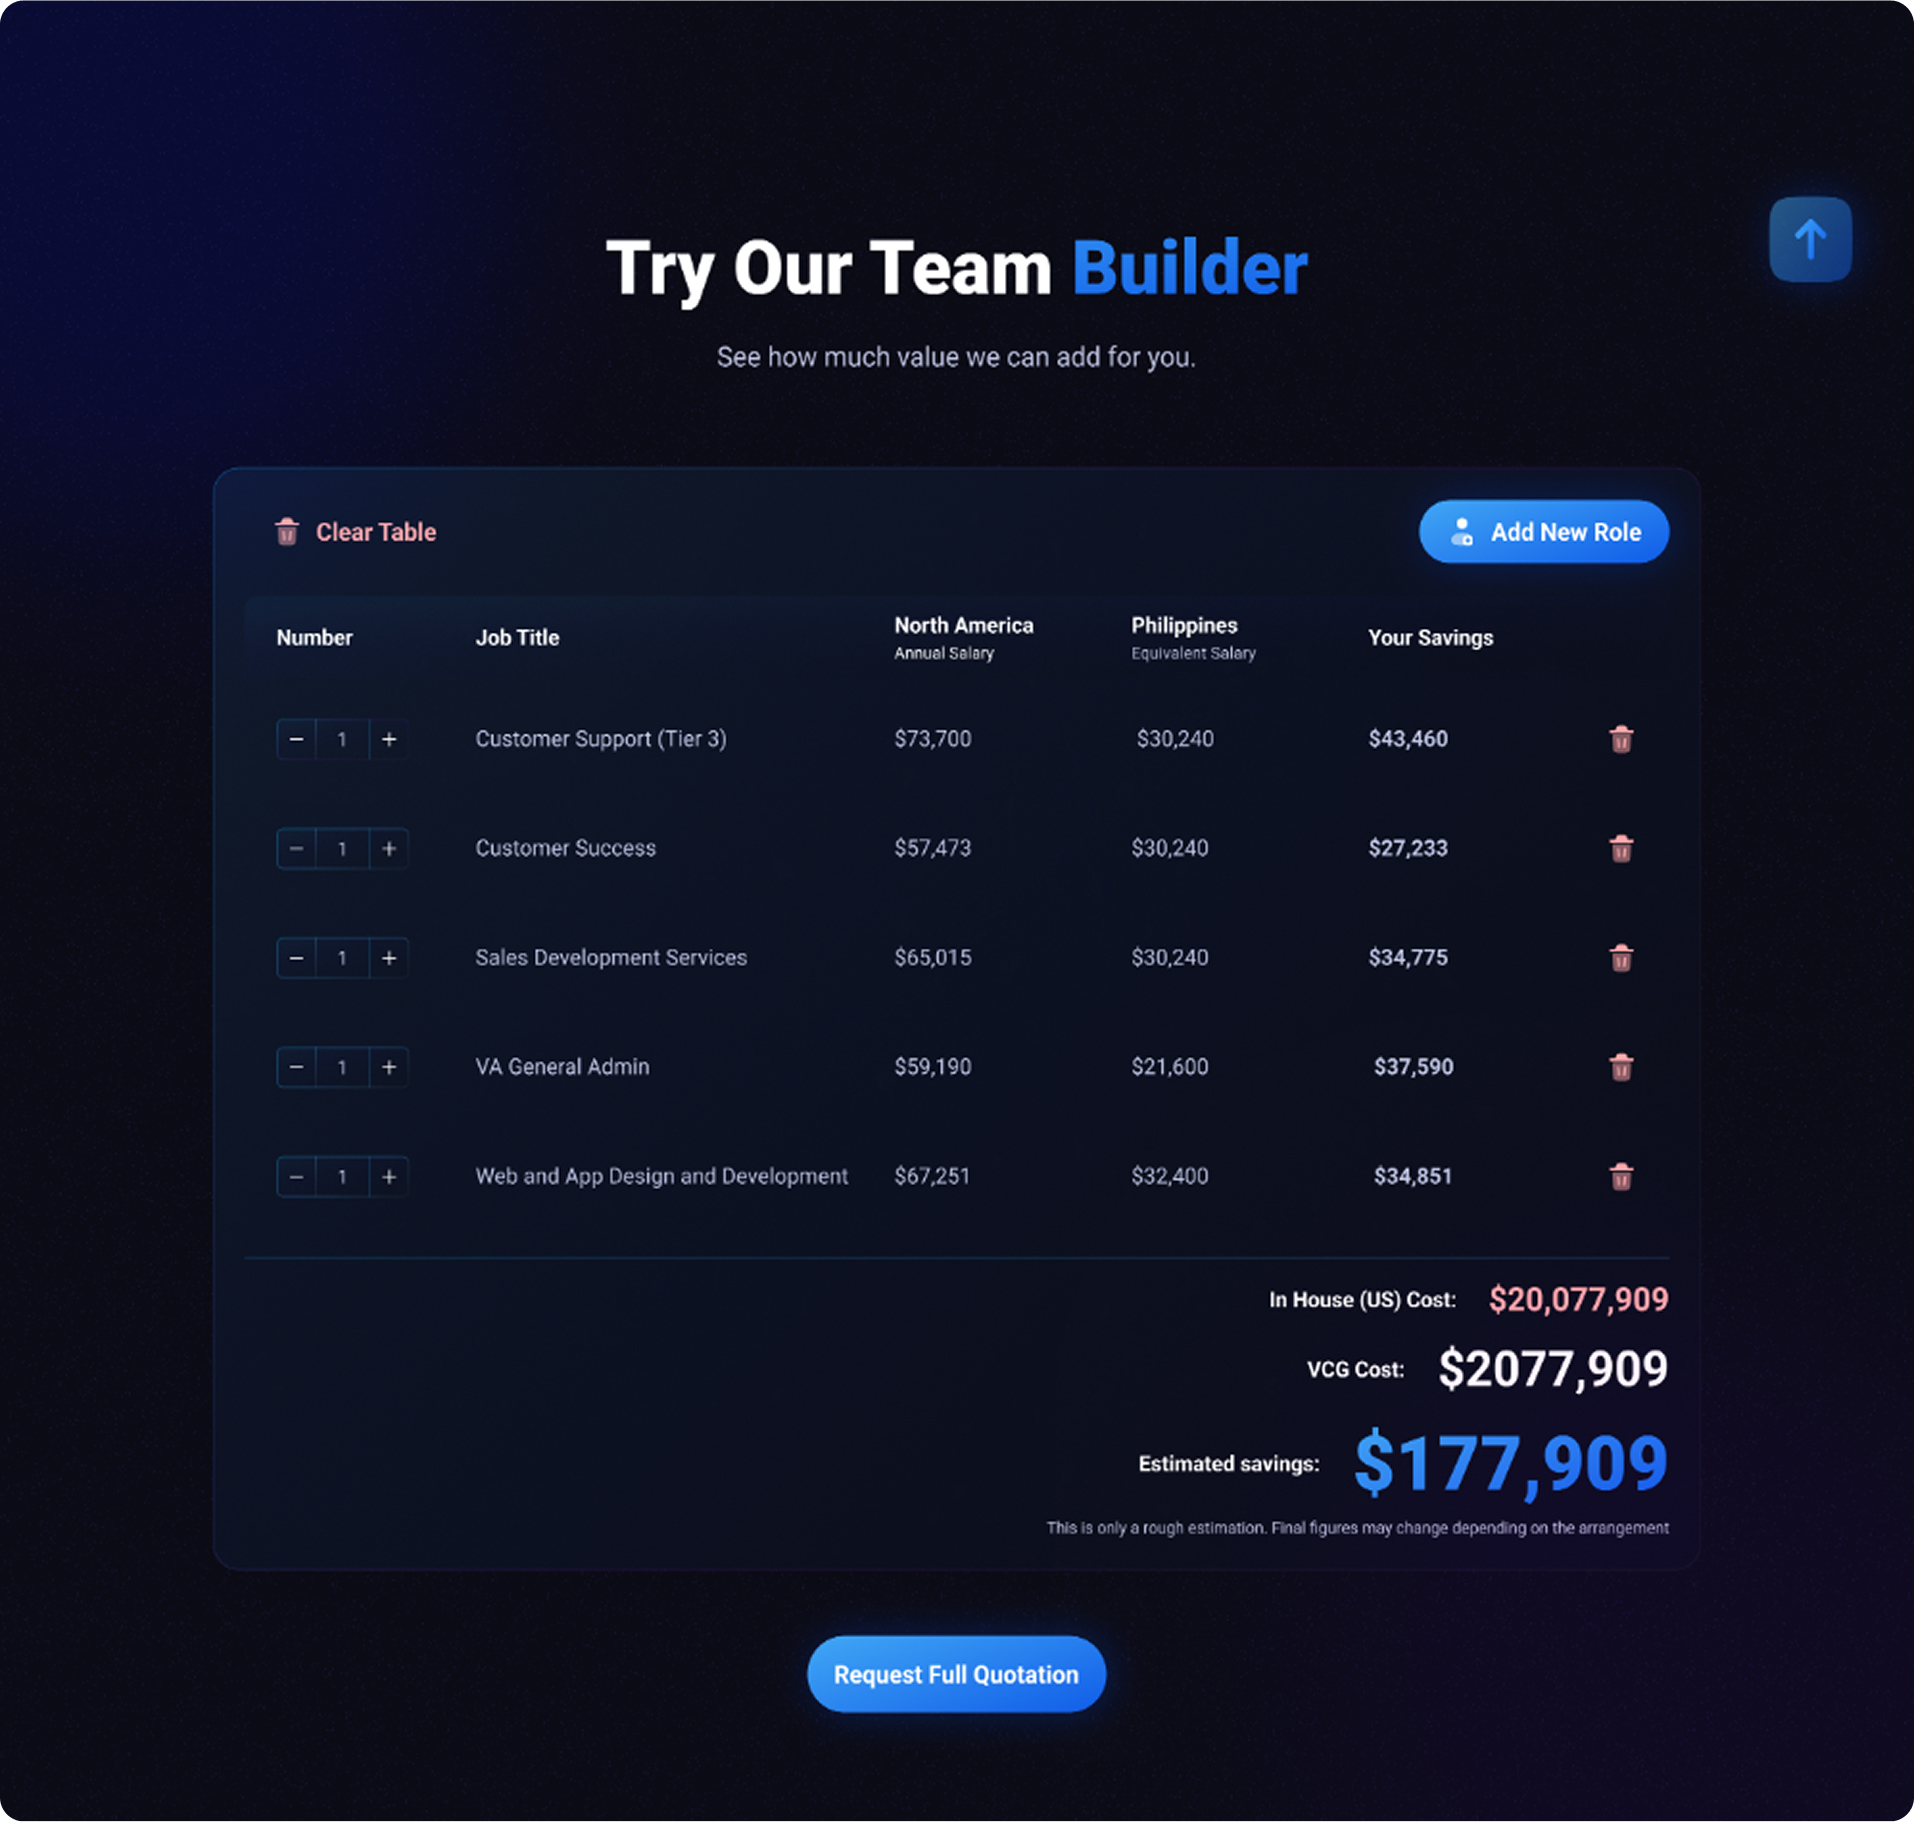 Try Our Team Builder
See how much value we can add for you.
Clear Table
Add New Role
Number Job Title North America Philippines Your Savings
Annual Salary Equivalent Salary
− 1 + Customer Support (Tier 3) $73,700 $30,240 $43,460
− 1 + Customer Success $57,473 $30,240 $27,233
− 1 + Sales Development Services $65,015 $30,240 $34,775
− 1 + VA General Admin $59,190 $21,600 $37,590
− 1 + Web and App Design and Development $67,251 $32,400 $34,851
In House (US) Cost: $20,077,909
VCG Cost: $2077,909
Estimated savings: $177,909
This is only a rough estimation. Final figures may change depending on the arrangement
Request Full Quotation